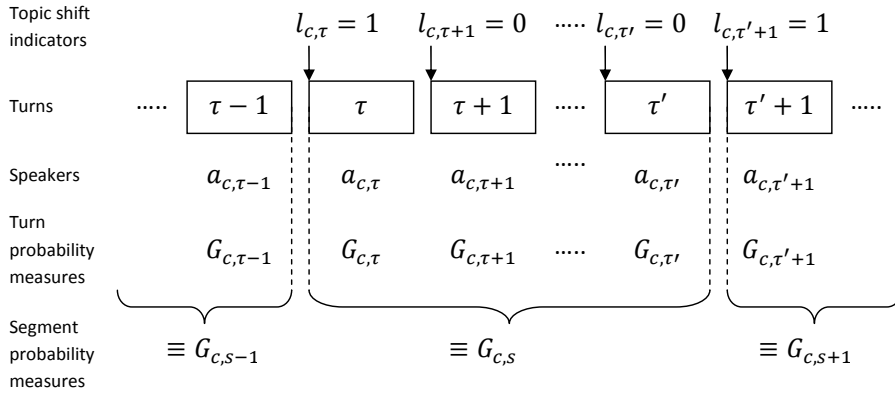 Topic shift
indicators
l_{c,τ} = 1 l_{c,τ+1} = 0 ····· l_{c,τ′} = 0 l_{c,τ′+1} = 1
Turns
····· τ − 1 τ τ + 1 ····· τ′ τ′ + 1 ·····
Speakers
a_{c,τ−1} a_{c,τ} a_{c,τ+1} ····· a_{c,τ′} a_{c,τ′+1}
Turn
probability
measures
G_{c,τ−1} G_{c,τ} G_{c,τ+1} ····· G_{c,τ′} G_{c,τ′+1}
Segment
probability
measures
≡ G_{c,s−1} ≡ G_{c,s} ≡ G_{c,s+1}